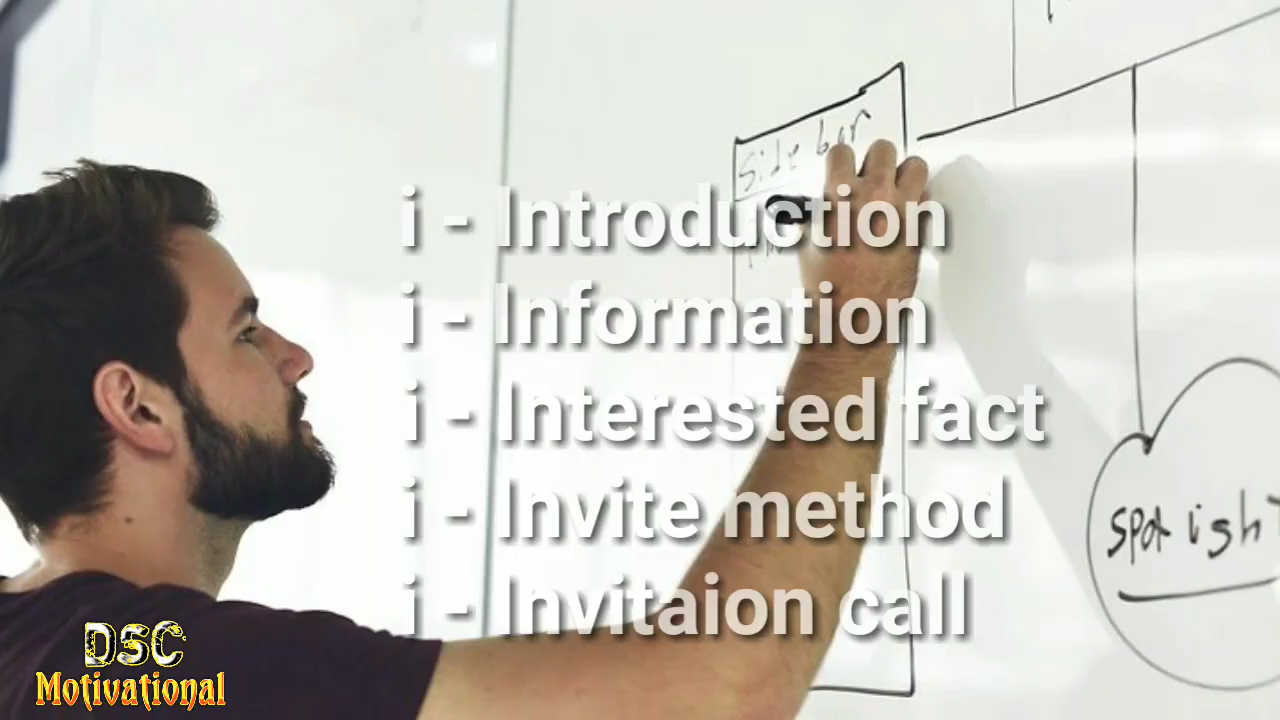 Side bar
i - Introduction
i - Information
i - Interested fact
i - Invite method
i - Invitaion call
spotlight
DSC
Motivational